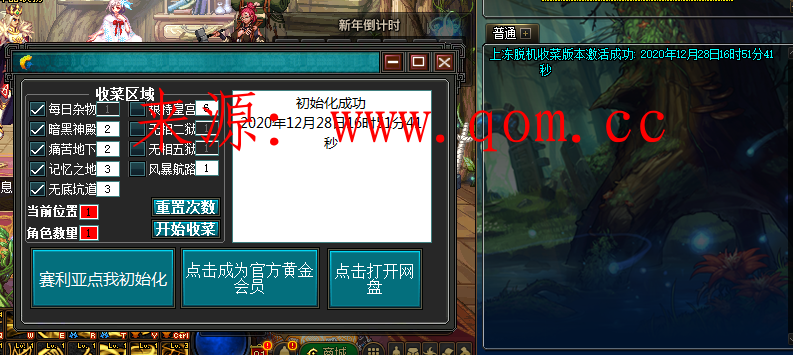 新年倒计时
普通
上床脱机收菜版本激活成功: 2020年12月28日16时51分41
秒
收菜区域
每日杂物 1
暗黑神殿 2
无相二狱 1
痛苦地下 2
无相五狱 1
记忆之地 3
风暴航路 1
无底坑道 3
当前位置 1
重置次数
角色数量 1
开始收菜
初始化成功
2020年12月28日16时51分41
秒
来源: www.qom.cc
赛利亚点我初始化
点击成为官方黄金
会员
点击打开网
盘
息
商城